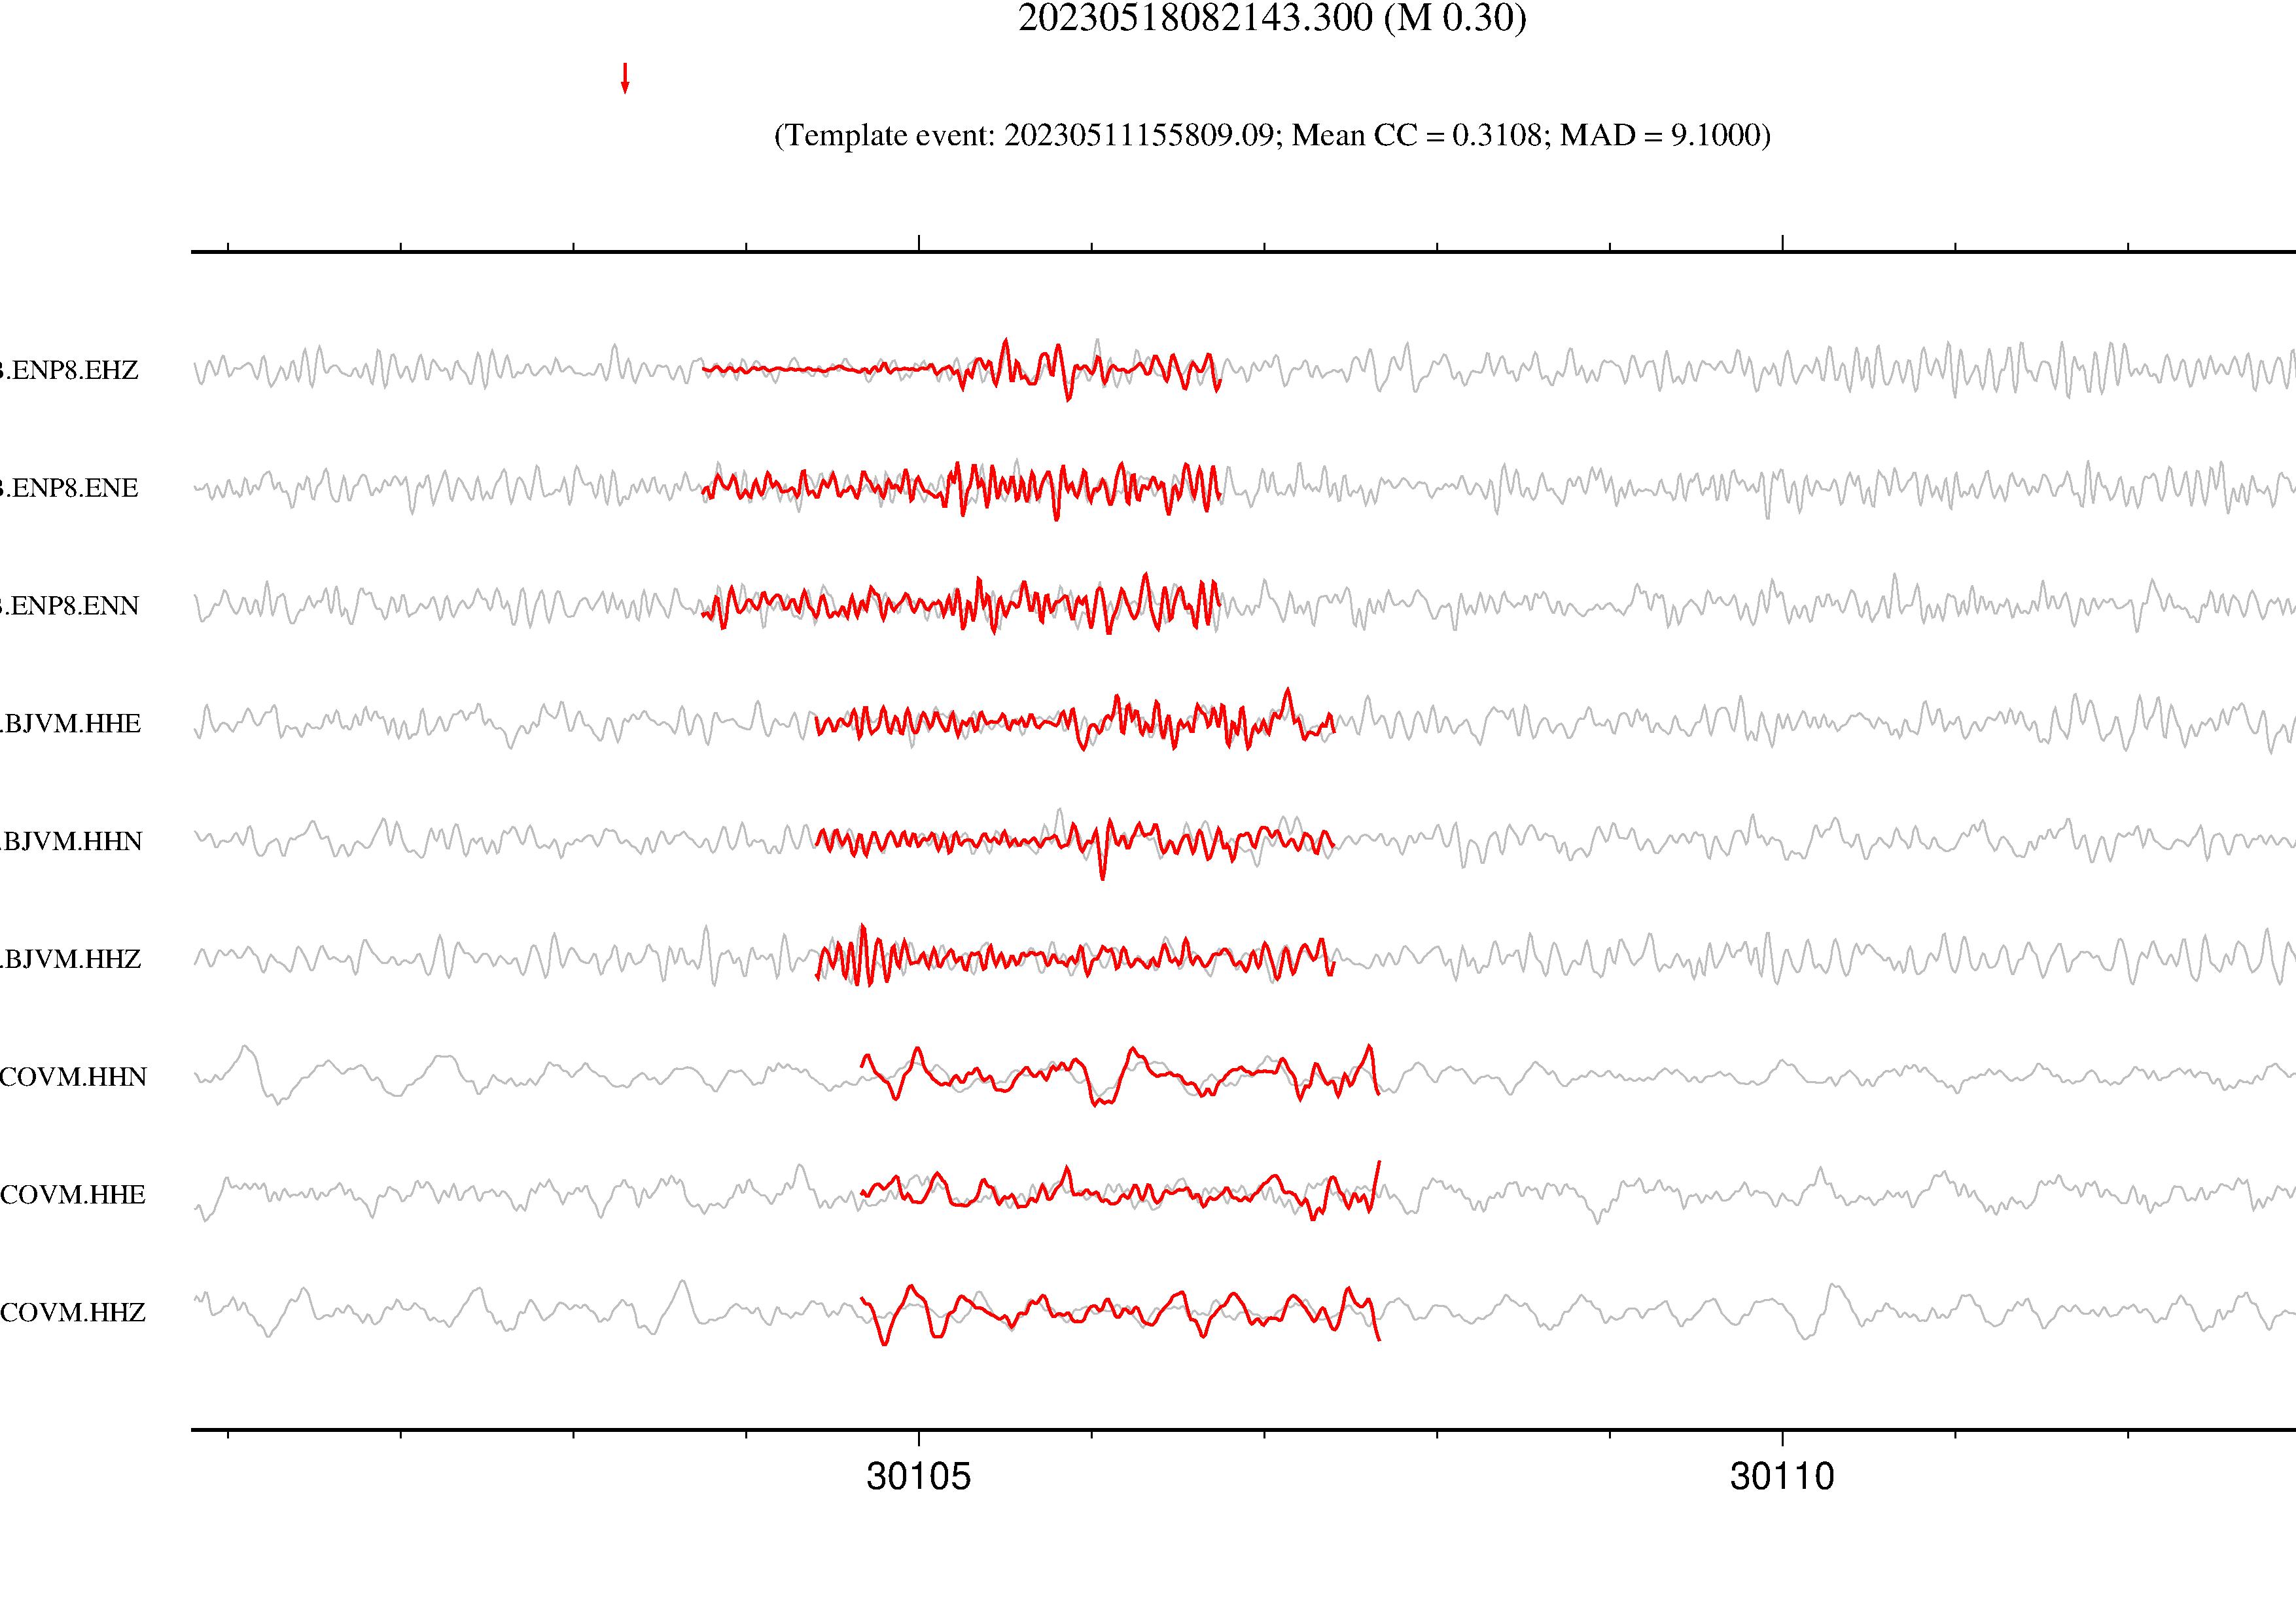 20230518082143.300 (M 0.30)
(Template event: 20230511155809.09; Mean CC = 0.3108; MAD = 9.1000)
.ENP8.EHZ
.ENP8.ENE
.ENP8.ENN
.BJVM.HHE
.BJVM.HHN
.BJVM.HHZ
COVM.HHN
COVM.HHE
COVM.HHZ
30105
30110